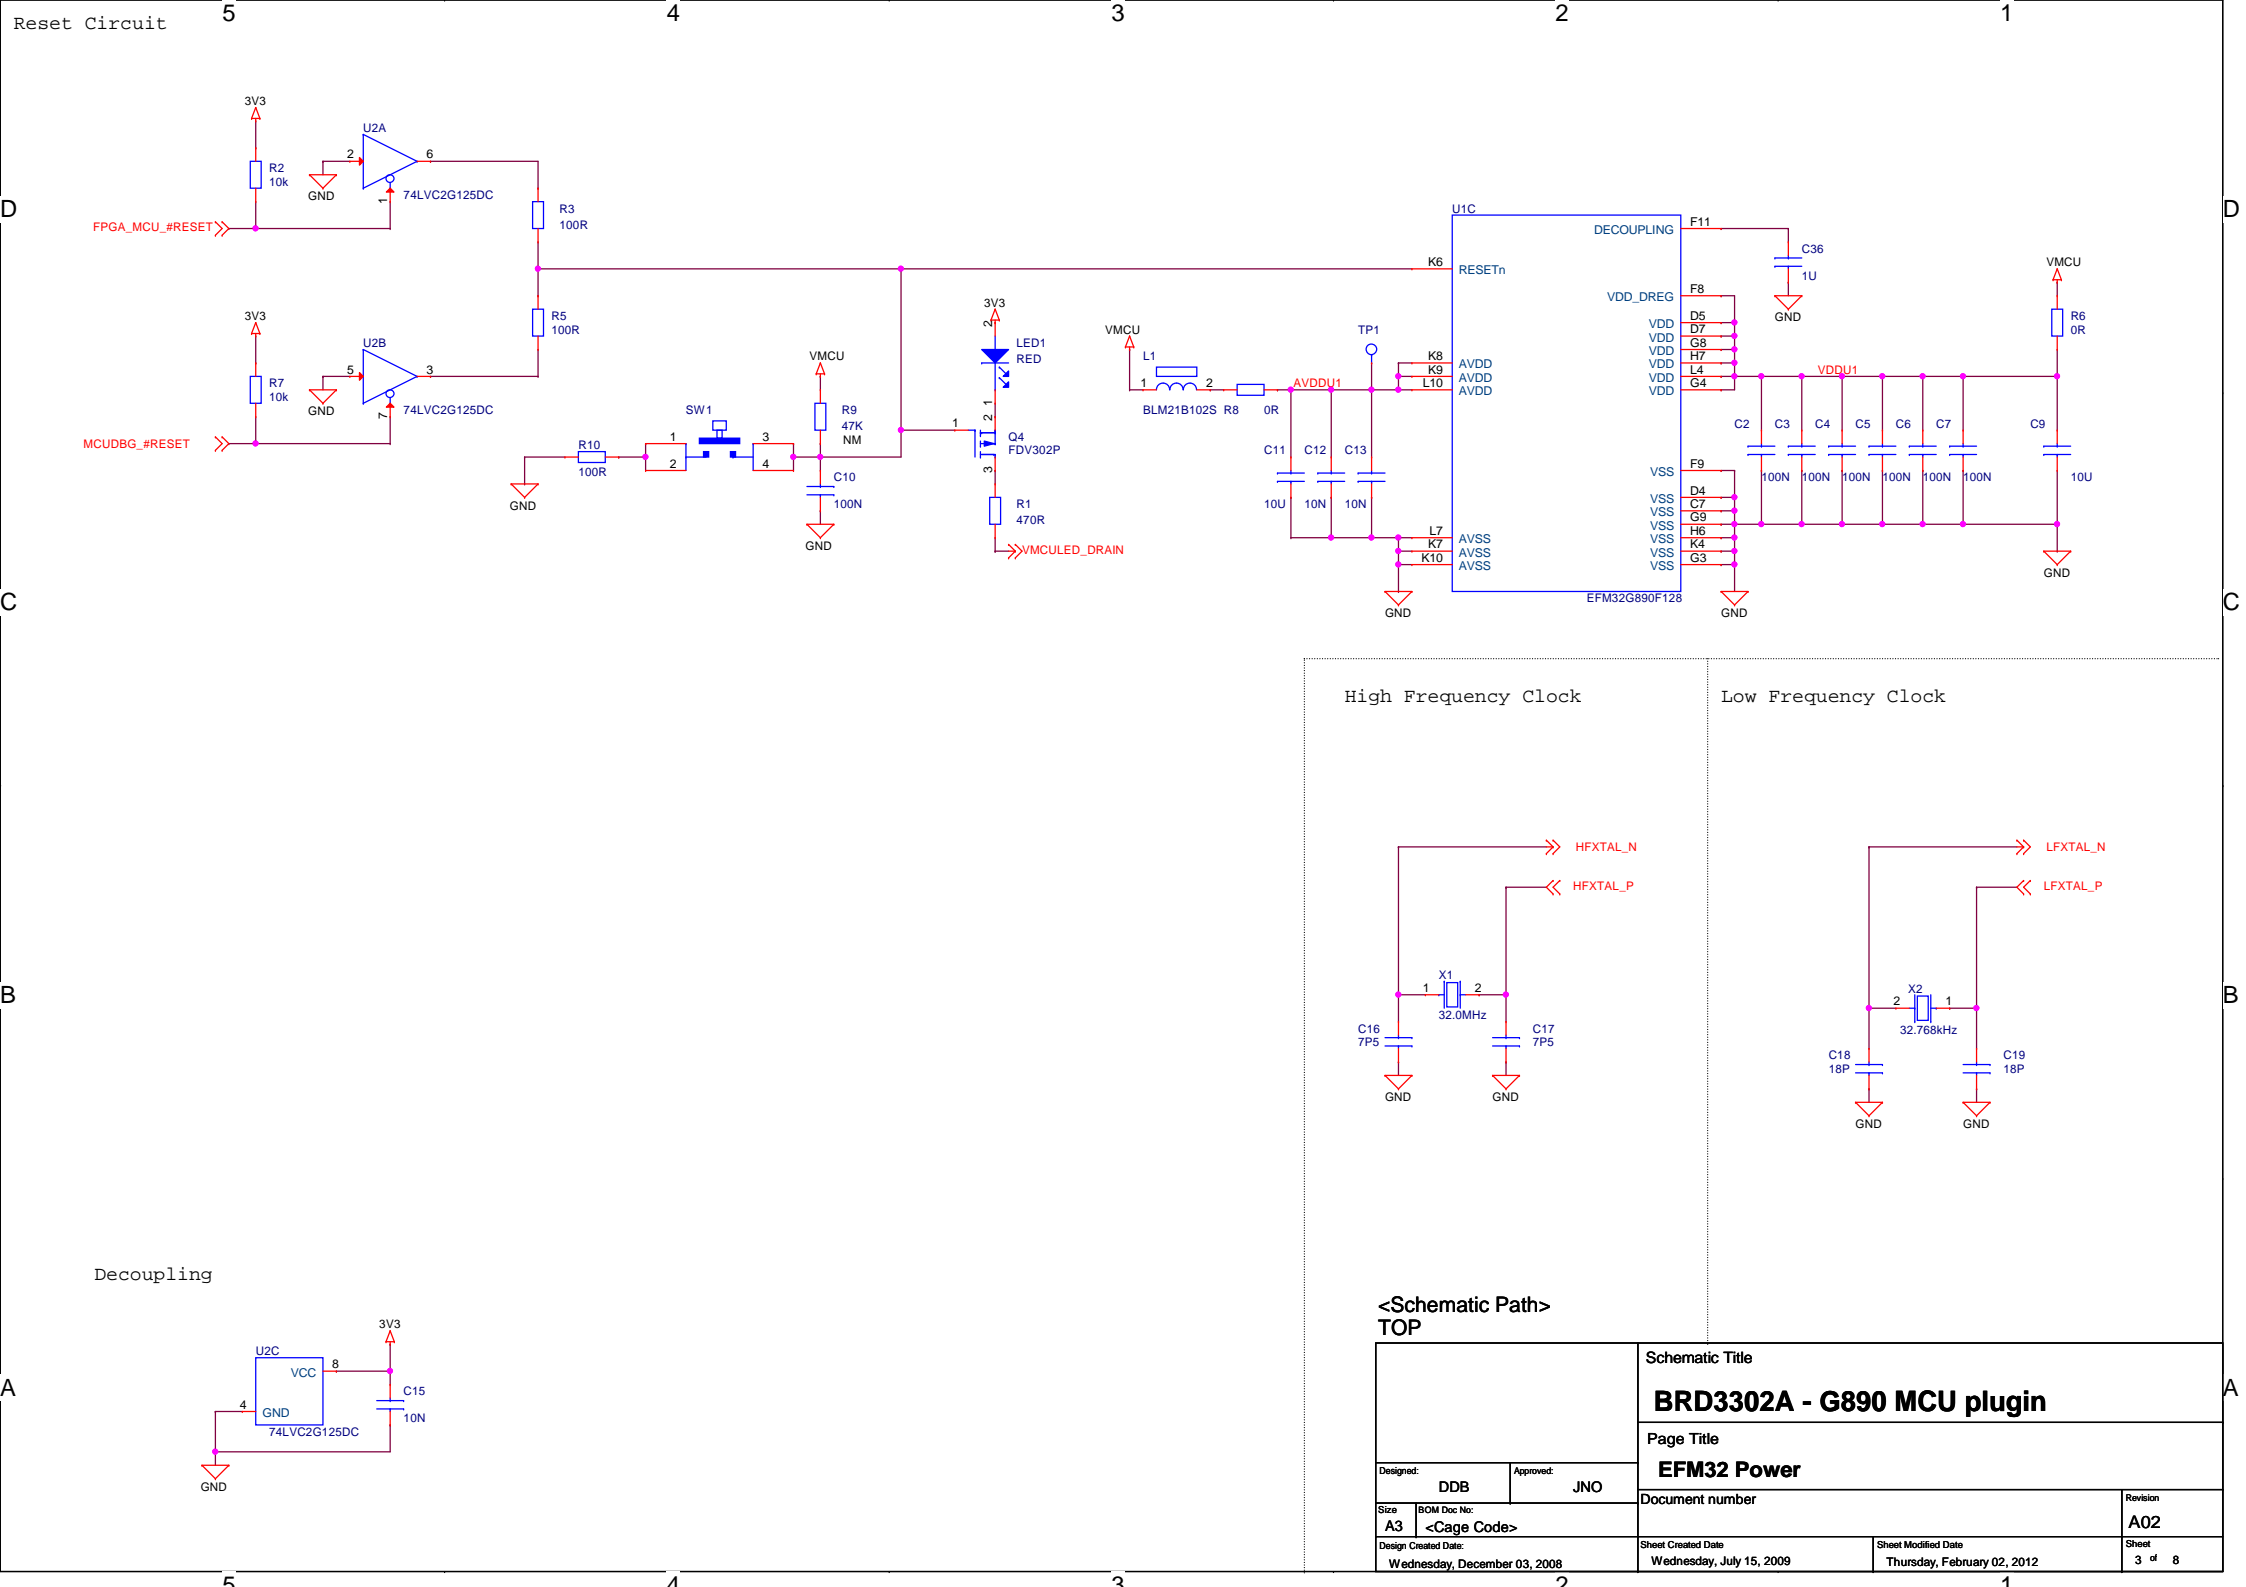 5 4 3 2 1
Reset Circuit
3V3
U2A
2 6
R2
10k
GND
1
74LVC2G125DC
D D
R3
100R
FPGA_MCU_#RESET
U1C
DECOUPLING F11
C36
1U
GND
K6 RESETn
VMCU
R6
0R
VDD_DREG F8
VDD D5
VDD D7
VDD G8
VDD H7
VDD L4
VDD G4
VDDU1
3V3
R5
100R
U2B
5 3
R7
10k
GND
7
74LVC2G125DC
MCUDBG_#RESET
3V3
2
LED1
RED
1
2
1
Q4
FDV302P
3
R1
470R
VMCULED_DRAIN
VMCU
R9
47K
NM
SW1
1 3
2 4
R10
100R
GND
C10
100N
GND
VMCU
L1
1 2
BLM21B102S R8 0R
AVDDU1
TP1
K8 AVDD
K9 AVDD
L10 AVDD
C11 C12 C13
10U 10N 10N
L7 AVSS
K7 AVSS
K10 AVSS
GND
C2 C3 C4 C5 C6 C7 C9
100N 100N 100N 100N 100N 100N 10U
VSS F9
VSS D4
VSS C7
VSS G9
VSS H6
VSS K4
VSS G3
GND
GND
EFM32G890F128
C C
High Frequency Clock
HFXTAL_N
HFXTAL_P
X1
1 2
32.0MHz
C16
7P5
C17
7P5
GND GND
Low Frequency Clock
LFXTAL_N
LFXTAL_P
X2
2 1
32.768kHz
C18
18P
C19
18P
GND GND
B B
Decoupling
3V3
U2C
VCC 8
4 GND
74LVC2G125DC
C15
10N
GND
A A
<Schematic Path>
TOP
Schematic Title
BRD3302A - G890 MCU plugin
Page Title
EFM32 Power
Designed:
DDB
Approved:
JNO
Size
A3
BOM Doc No:
<Cage Code>
Document number
Revision
A02
Design Created Date:
Wednesday, December 03, 2008
Sheet Created Date
Wednesday, July 15, 2009
Sheet Modified Date
Thursday, February 02, 2012
Sheet
3 of 8
5 4 3 2 1